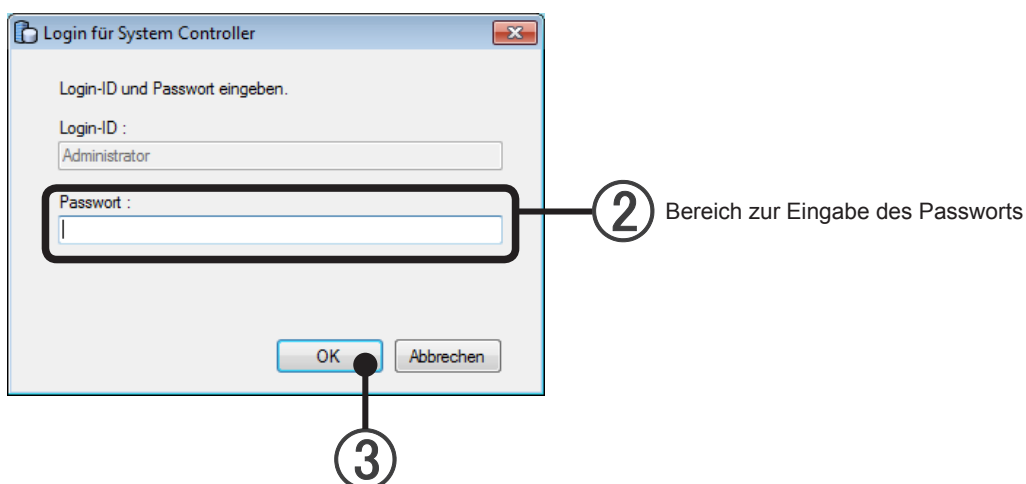 Login für System Controller
Login-ID und Passwort eingeben.
Login-ID :
Administrator
Passwort :
② Bereich zur Eingabe des Passworts
OK Abbrechen
③